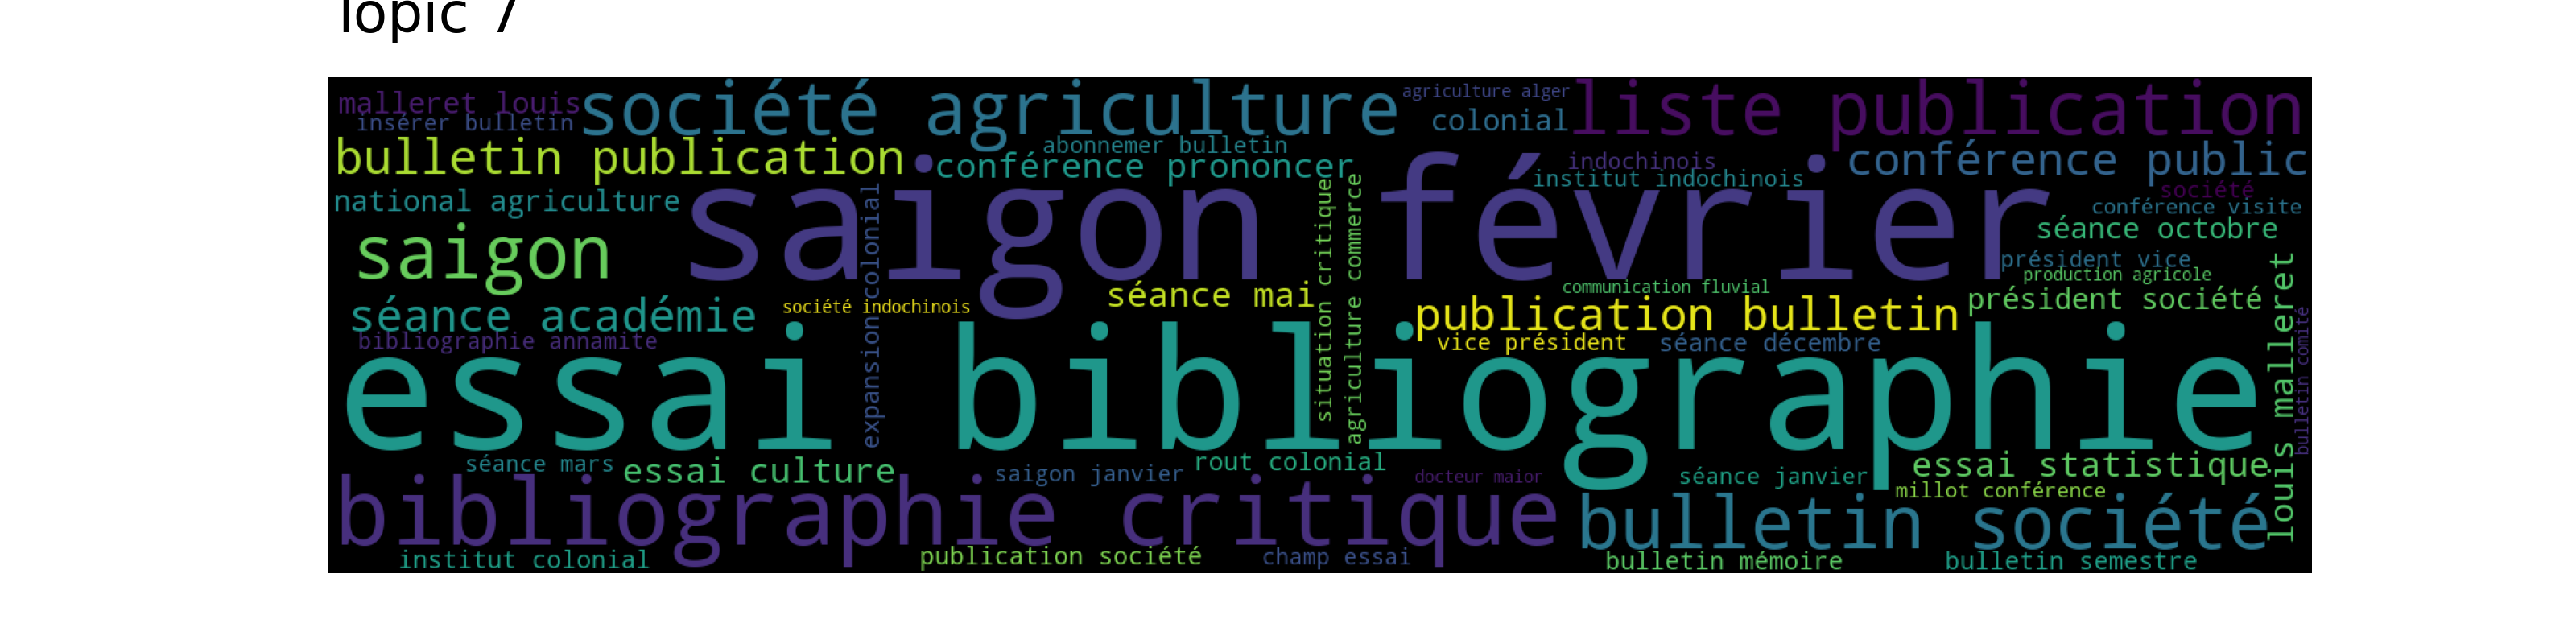 Topic 7
malleret louis
société agriculture
agriculture alger
liste publication
insérer bulletin
colonial
bulletin publication
abonnemer bulletin
conférence prononcer
indochinois
conférence public
institut indochinois
société
national agriculture
saigon février
conférence visite
séance octobre
saigon
expansion colonial
situation critique
agriculture commerce
président vice
production agricole
séance mai
communication fluvial
président société
séance académie
société indochinois
publication bulletin
bibliographie annamite
vice président
séance décembre
louis malleret
bulletin comité
essai bibliographie
séance mars
essai culture
saigon janvier
rout colonial
docteur maior
séance janvier
essai statistique
millot conférence
bibliographie critique
bulletin société
institut colonial
publication société
champ essai
bulletin mémoire
bulletin semestre